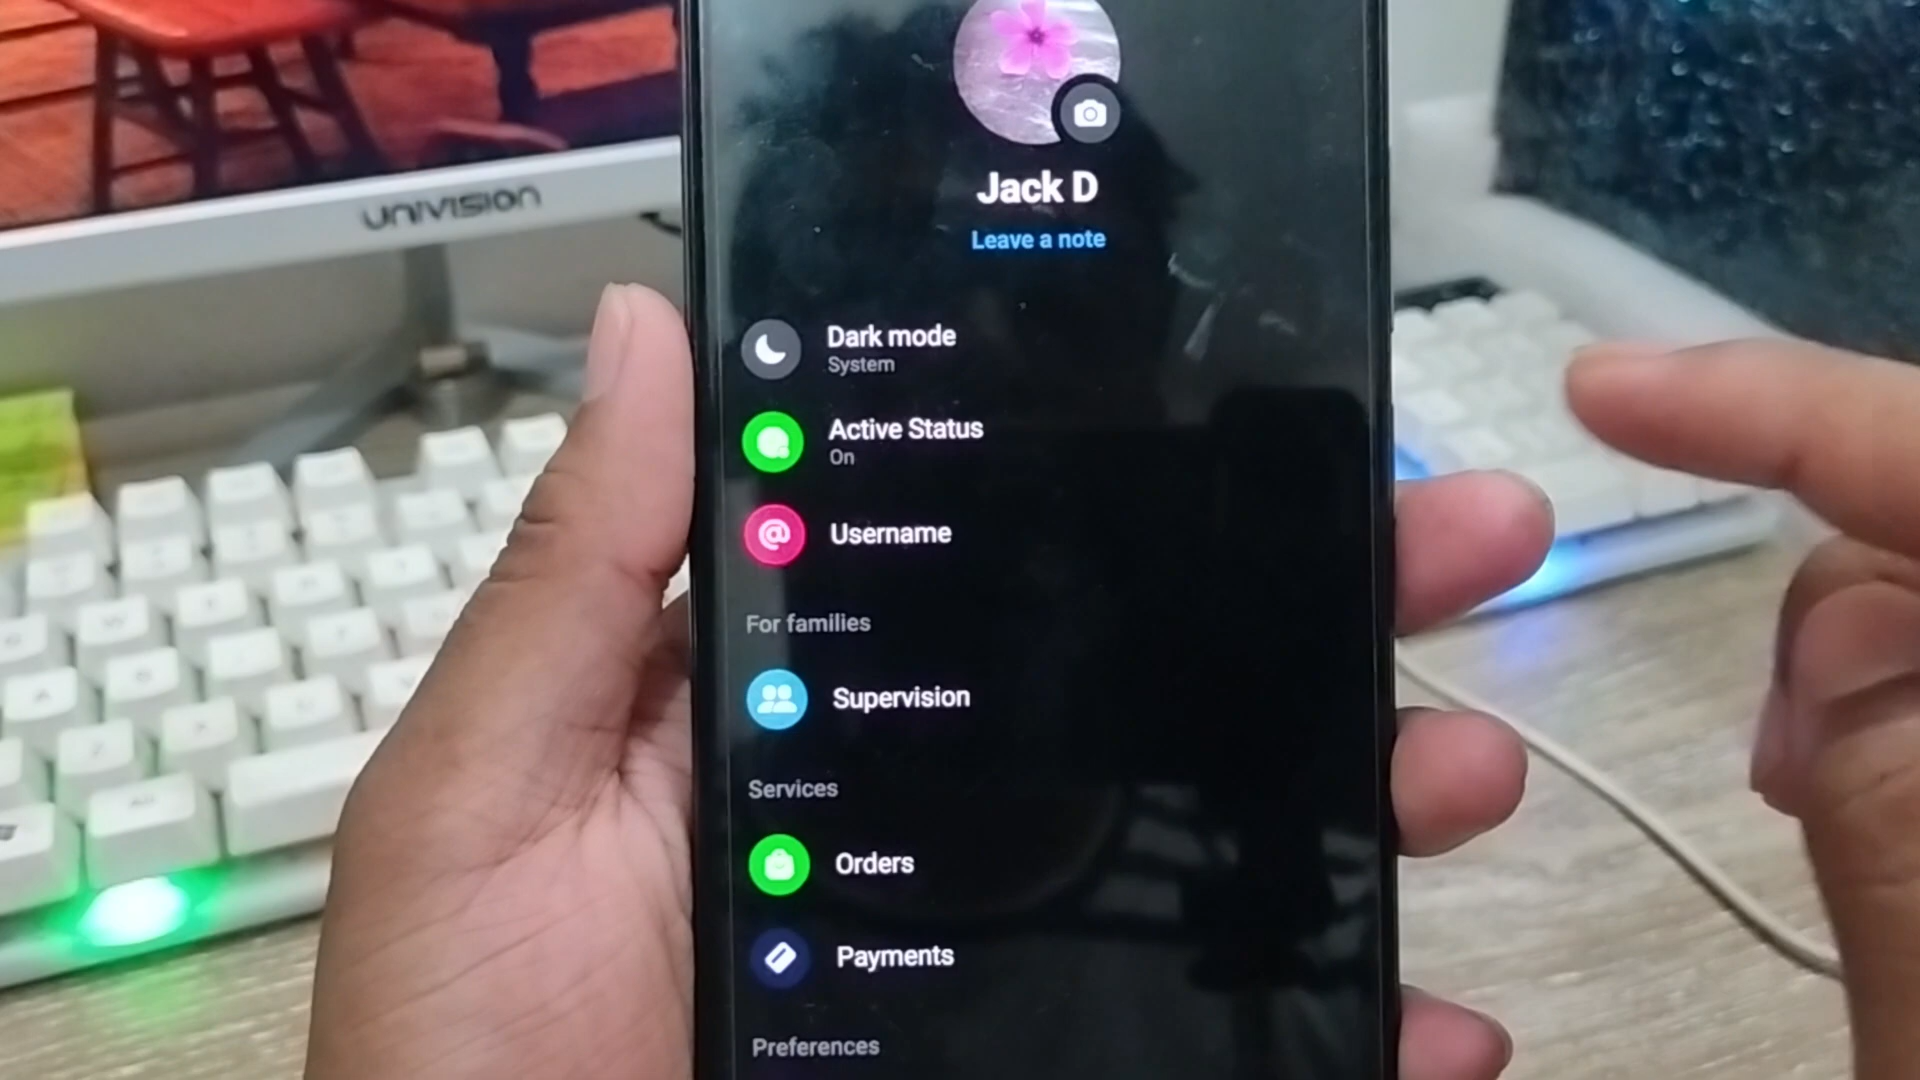 UNIVISION
Jack D
Leave a note
Dark mode
System
Active Status
On
Username
For families
Supervision
Services
Orders
Payments
Preferences